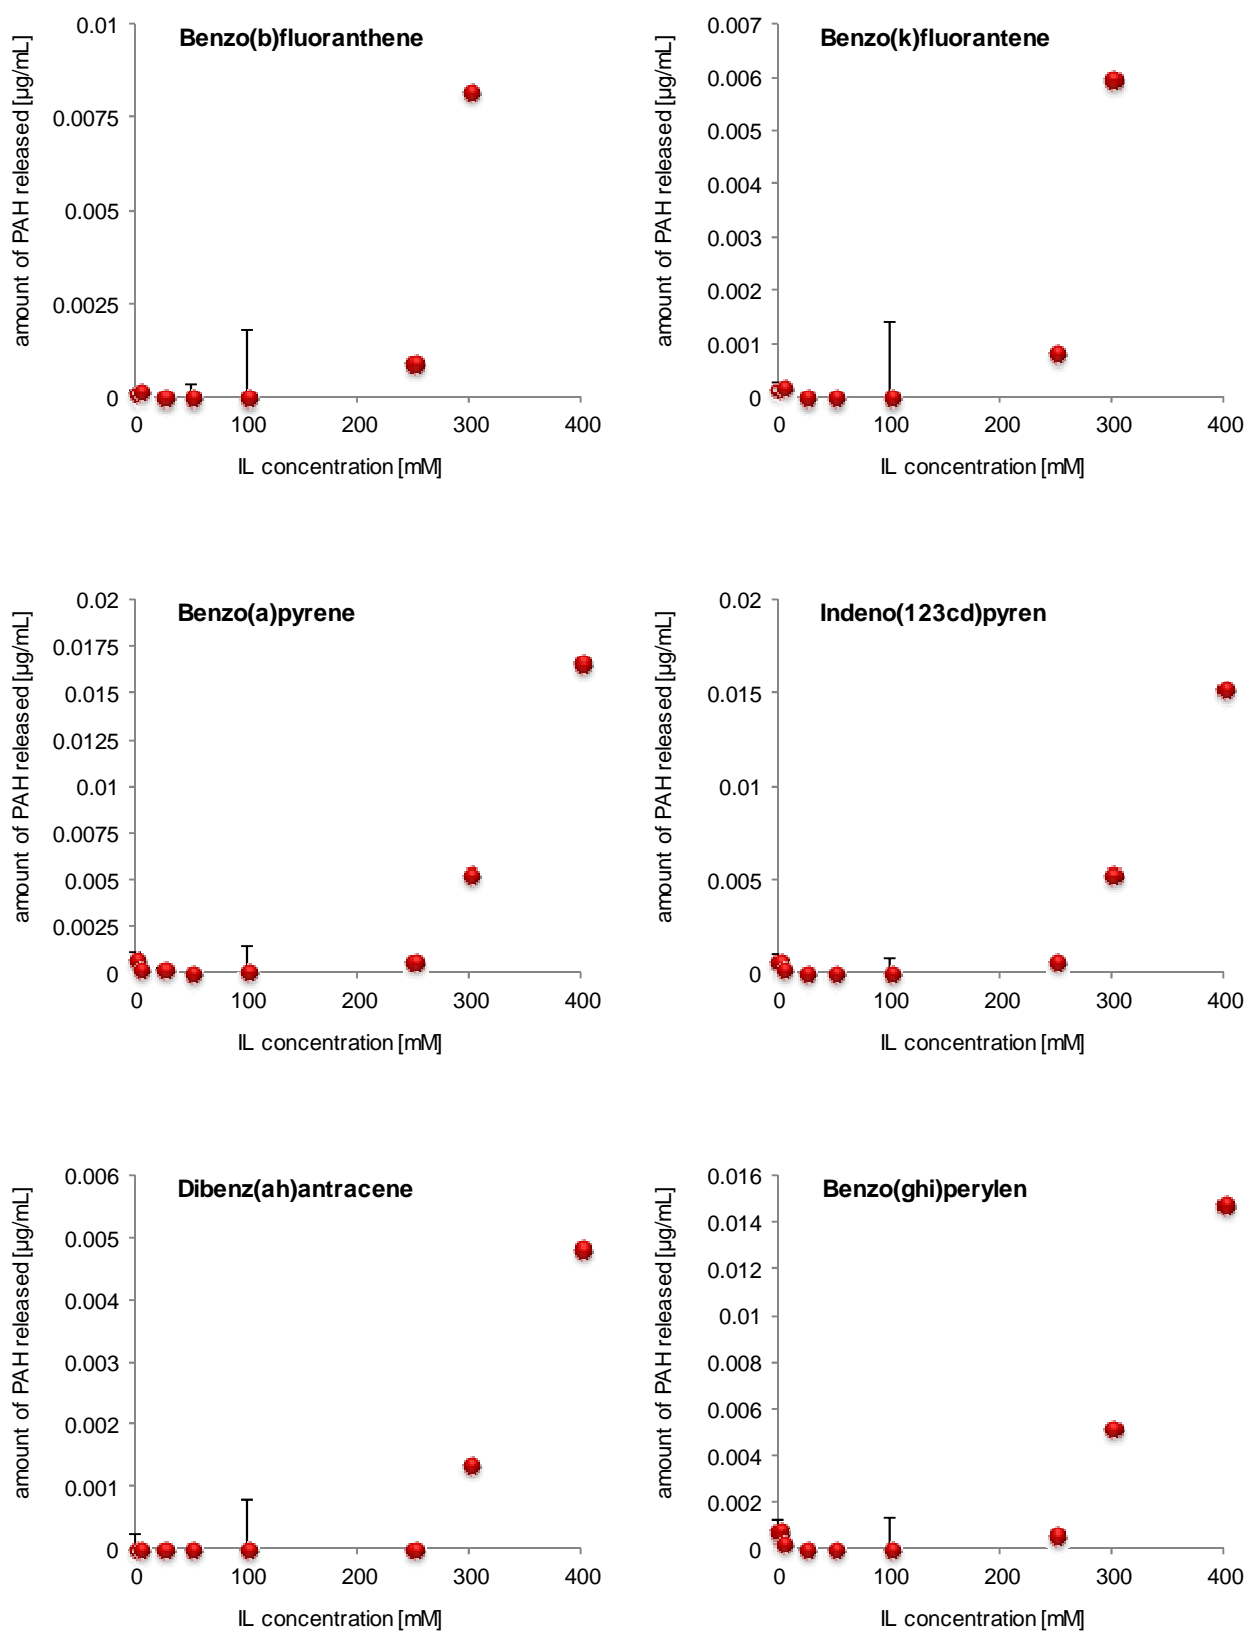 Benzo(b)fluoranthene
amount of PAH released [µg/mL]
0.01
0.0075
0.005
0.0025
0
0 100 200 300 400
IL concentration [mM]
Benzo(k)fluorantene
amount of PAH released [µg/mL]
0.007
0.006
0.005
0.004
0.003
0.002
0.001
0
0 100 200 300 400
IL concentration [mM]
Benzo(a)pyrene
amount of PAH released [µg/mL]
0.02
0.0175
0.015
0.0125
0.01
0.0075
0.005
0.0025
0
0 100 200 300 400
IL concentration [mM]
Indeno(123cd)pyren
amount of PAH released [µg/mL]
0.02
0.015
0.01
0.005
0
0 100 200 300 400
IL concentration [mM]
Dibenz(ah)antracene
amount of PAH released [µg/mL]
0.006
0.005
0.004
0.003
0.002
0.001
0
0 100 200 300 400
IL concentration [mM]
Benzo(ghi)perylen
amount of PAH released [µg/mL]
0.016
0.014
0.012
0.01
0.008
0.006
0.004
0.002
0
0 100 200 300 400
IL concentration [mM]